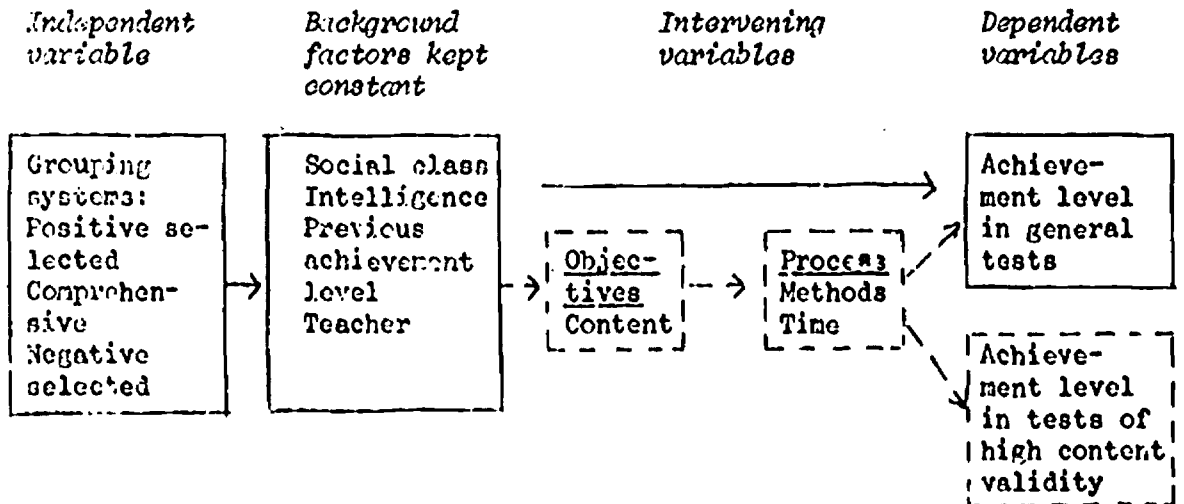 Independent
variable
Background
factors kept
constant
Intervening
variables
Dependent
variables
Grouping
systems:
Positive se-
lected
Comprehen-
sive
Negative
selected
Social class
Intelligence
Previous
achievement
level
Teacher
Objec-
tives
Content
Process
Methods
Time
Achieve-
ment level
in general
tests
Achieve-
ment level
in tests of
high content
validity